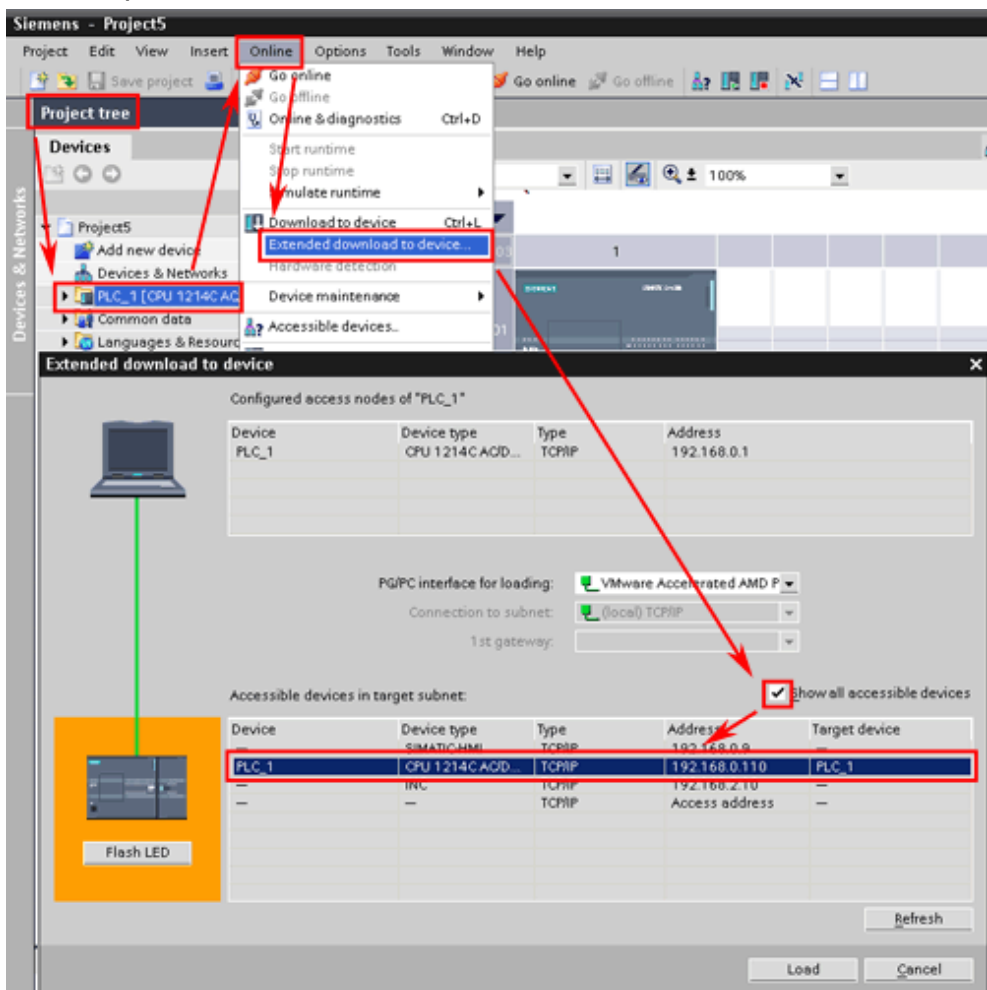 Siemens - Project5
Project Edit View Insert Online Options Tools Window Help
Save project Go online Go offline
Project tree
Devices
Devices & Networks
100%
Project5
Add new device
Devices & Networks
PLC_1 [CPU 1214C AC
Common data
Languages & Resourc
Go online
Go offline
Online & diagnostics Ctrl+D
Start runtime
Stop runtime
Simulate runtime
Download to device Ctrl+L
Extended download to device...
Hardware detection
Device maintenance
Accessible devices...
03 1
SIEMENS
01
Extended download to device
Configured access nodes of "PLC_1"
Device Device type Type Address
PLC_1 CPU 1214C AC/D... TCP/IP 192.168.0.1
PG/PC interface for loading: VMware Accelerated AMD P
Connection to subnet: (local) TCP/IP
1st gateway:
Accessible devices in target subnet: Show all accessible devices
Device Device type Type Address Target device
— SIMATIC-HMI TCP/IP 192.168.0.9 —
PLC_1 CPU 1214C AC/D... TCP/IP 192.168.0.110 PLC_1
— INC TCP/IP 192.168.2.10 —
— — TCP/IP Access address —
Flash LED
Refresh
Load Cancel